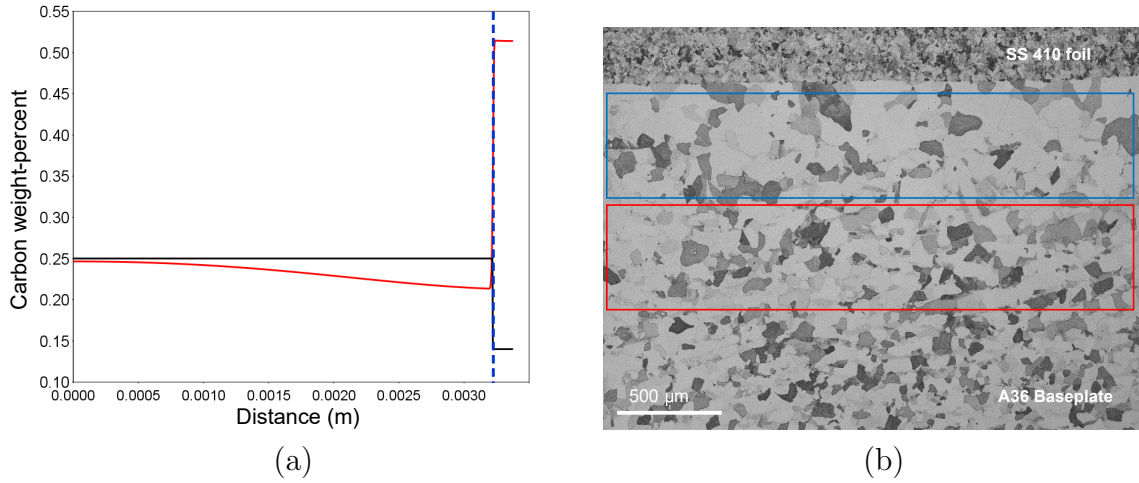 0.55
0.50
0.45
0.40
0.35
0.30
0.25
0.20
0.15
0.10
Carbon weight-percent
0.0000 0.0005 0.0010 0.0015 0.0020 0.0025 0.0030
Distance (m)
(a)
SS 410 foil
500 µm
A36 Baseplate
(b)